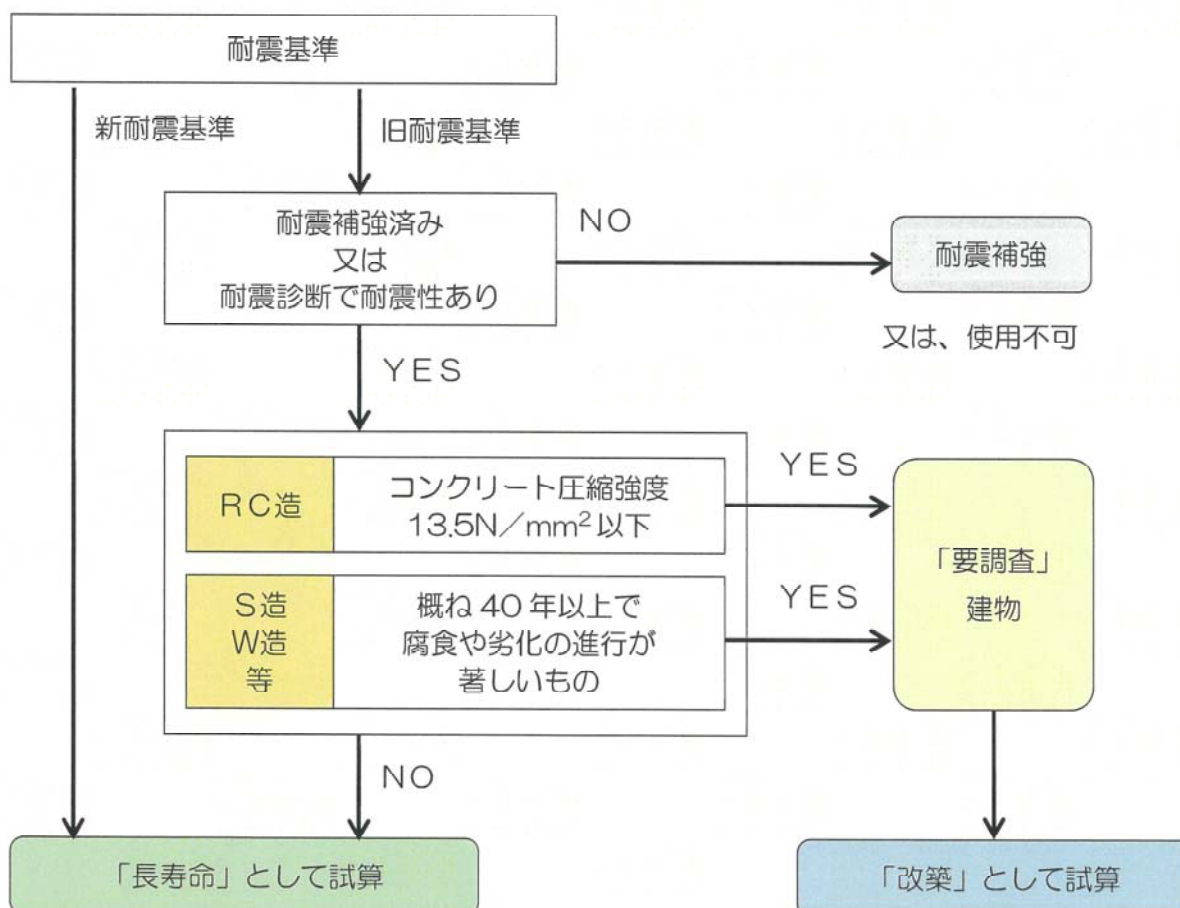 耐震基準
新耐震基準
旧耐震基準
耐震補強済み
又は
耐震診断で耐震性あり
NO
耐震補強
又は、使用不可
YES
RC造
コンクリート圧縮強度
13.5N/mm²以下
YES
S造
W造
等
概ね40年以上で
腐食や劣化の進行が
著しいもの
YES
「要調査」
建物
NO
「長寿命」として試算
「改築」として試算